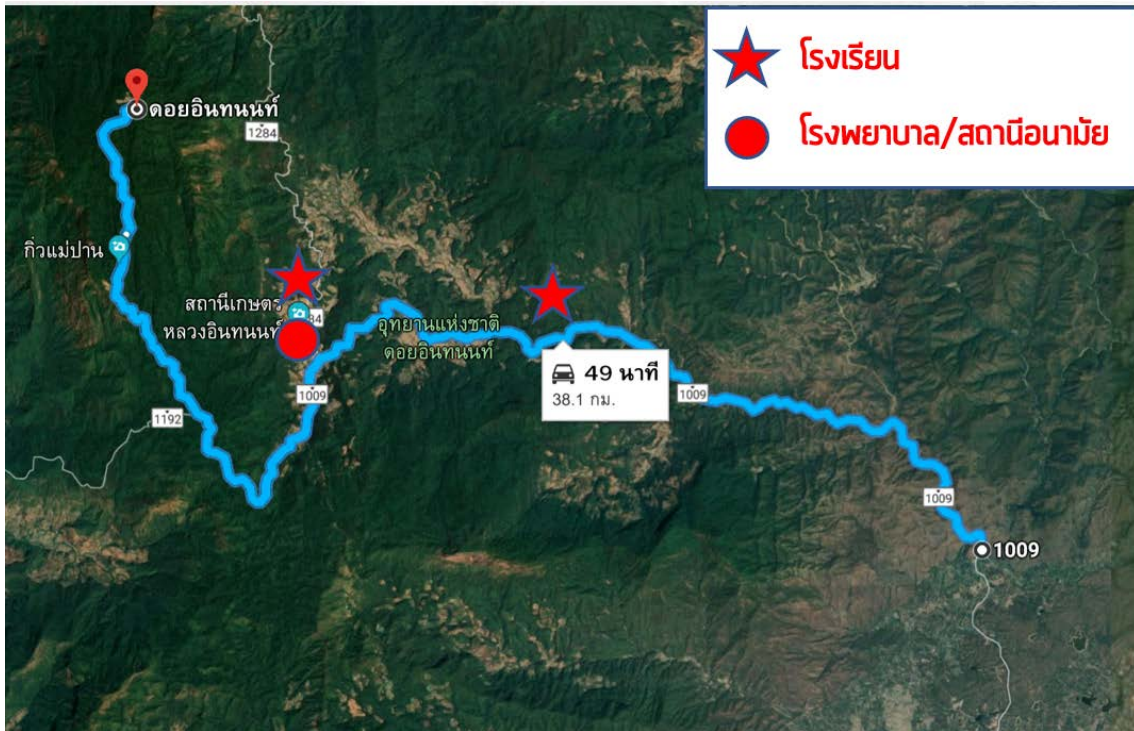 โรงเรียน
โรงพยาบาล/สถานีอนามัย
ดอยอินทนนท์
1284
กิ่วแม่ปาน
สถานีเกษตร
หลวงอินทนนท์
84
อุทยานแห่งชาติ
ดอยอินทนนท์
49 นาที
38.1 กม.
1009
1009
1192
1009
1009